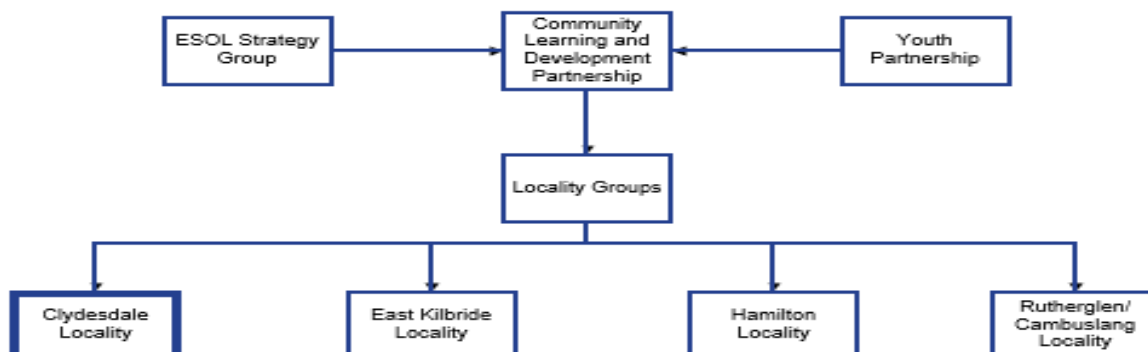 ESOL Strategy
Group
Community
Learning and
Development
Partnership
Youth
Partnership
Locality Groups
Clydesdale
Locality
East Kilbride
Locality
Hamilton
Locality
Rutherglen/
Cambuslang
Locality